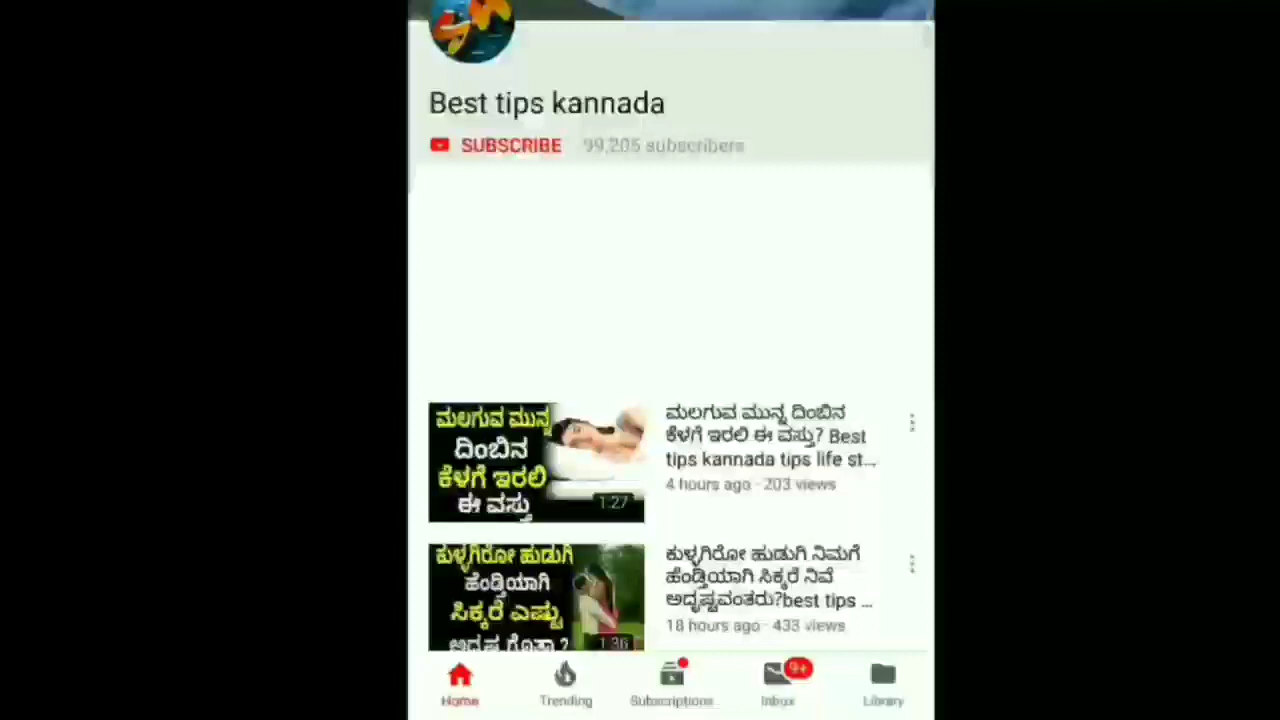 Best tips kannada
SUBSCRIBE 99,205 subscribers
ಮಲಗುವ ಮುನ್ನ
ದಿಂಬಿನ
ಕೆಳಗೆ ಇರಲಿ
ಈ ವಸ್ತು
1:27
ಮಲಗುವ ಮುನ್ನ ದಿಂಬಿನ
ಕೆಳಗೆ ಇರಲಿ ಈ ವಸ್ತು? Best
tips kannada tips life st...
4 hours ago · 203 views
ಕುಳ್ಳಗಿರೋ ಹುಡುಗಿ
ಹೆಂಡ್ತಿಯಾಗಿ
ಸಿಕ್ಕರೆ ಎಷ್ಟು
1:36
ಕುಳ್ಳಗಿರೋ ಹುಡುಗಿ ನಿಮಗೆ
ಹೆಂಡ್ತಿಯಾಗಿ ಸಿಕ್ಕರೆ ನಿವೆ
ಅದೃಷ್ಟವಂತರು?best tips ...
18 hours ago · 433 views
Home Trending Subscriptions Inbox 9+ Library